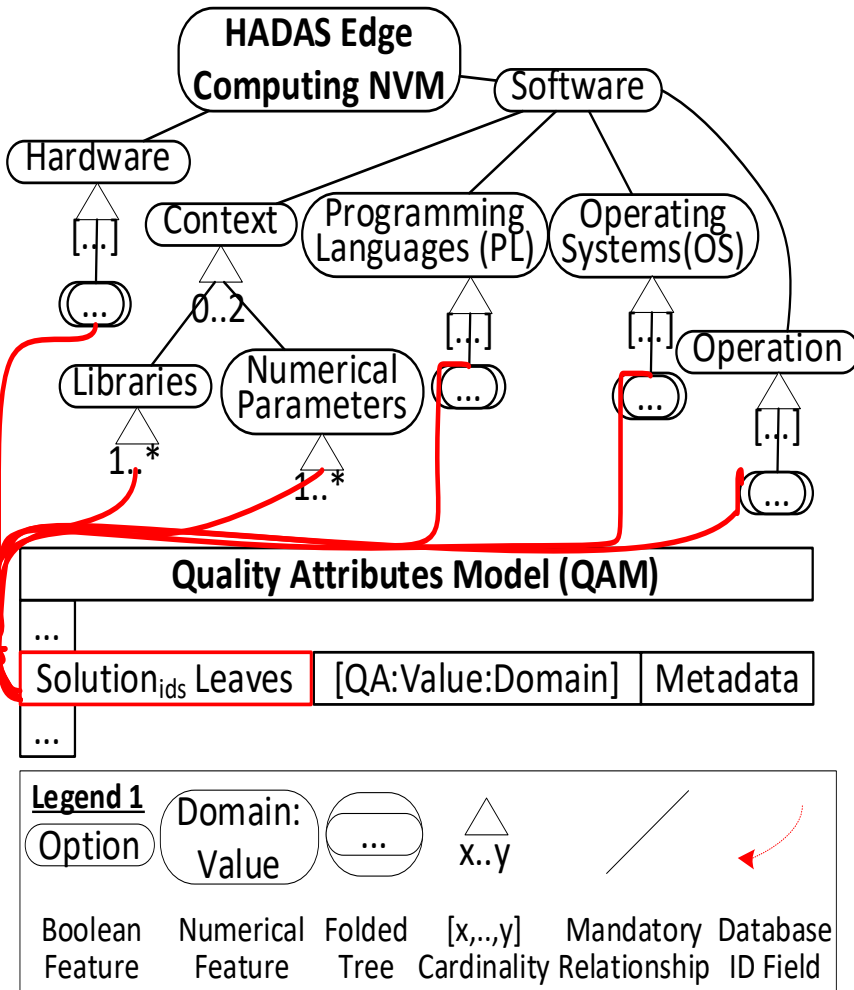 HADAS Edge
Computing NVM
Software
Hardware
[...]
...
Context
0..2
Programming
Languages (PL)
[...]
...
Operating
Systems(OS)
[...]
...
Operation
[...]
...
Libraries
1..*
Numerical
Parameters
1..*
Quality Attributes Model (QAM)
...
Solutionids Leaves
[QA:Value:Domain]
Metadata
...
Legend 1
Option
Domain:
Value
...
x..y
Boolean
Feature
Numerical
Feature
Folded
Tree
[x,..,y]
Cardinality
Mandatory
Relationship
Database
ID Field